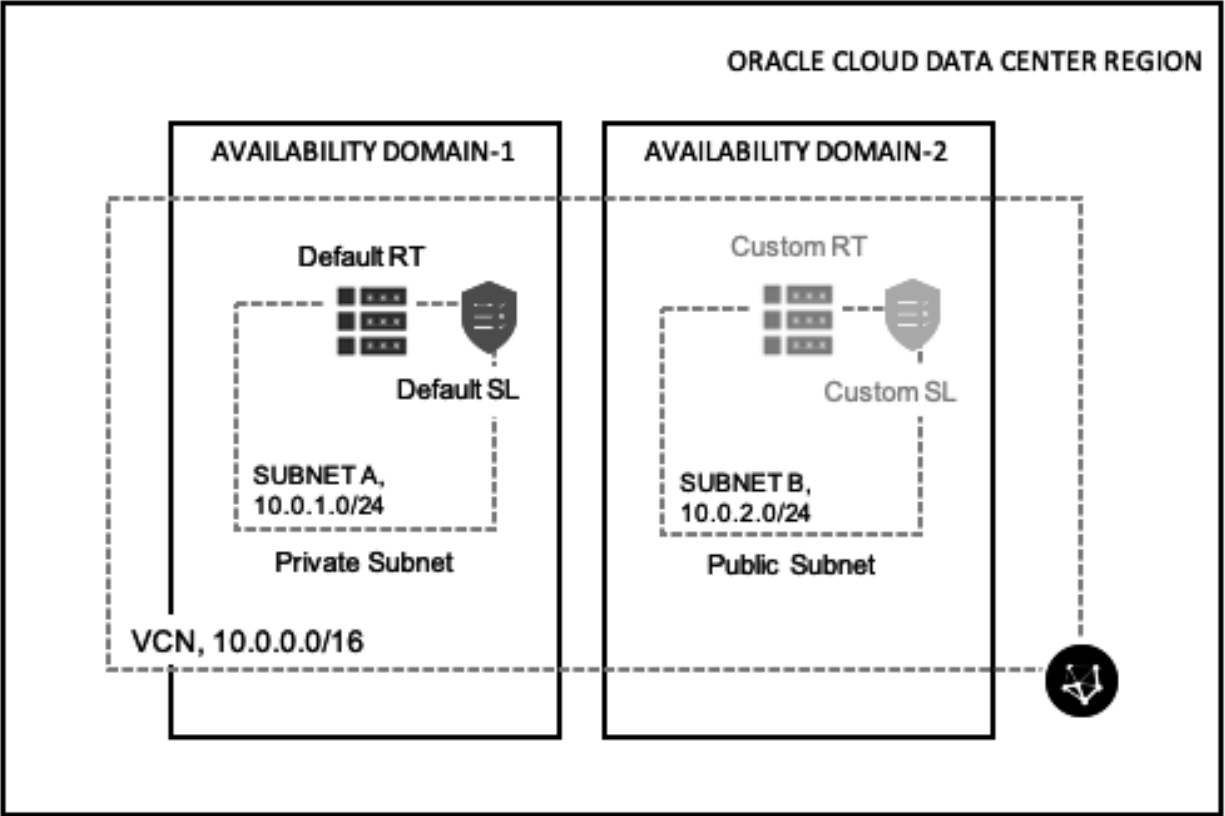 ORACLE CLOUD DATA CENTER REGION
AVAILABILITY DOMAIN-1
Default RT
Default SL
SUBNET A,
10.0.1.0/24
Private Subnet
AVAILABILITY DOMAIN-2
Custom RT
Custom SL
SUBNET B,
10.0.2.0/24
Public Subnet
VCN, 10.0.0.0/16